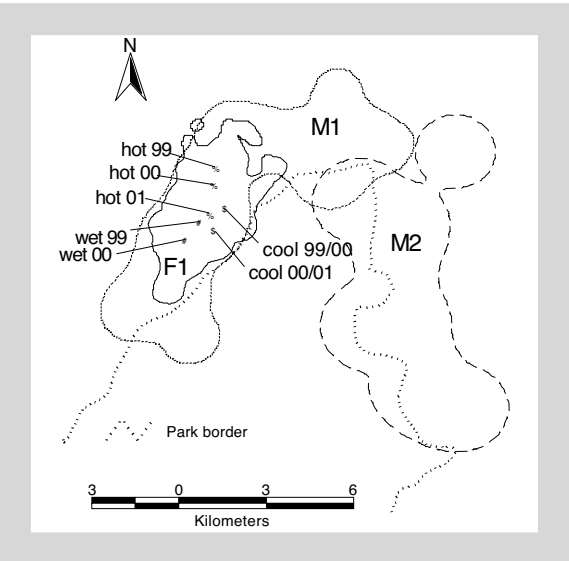 N
M1
hot 99
%
hot 00
%
hot 01
%
$
wet 99
#
$
wet 00
#
cool 99/00
M2
F1
cool 00/01
Park border
3 0 3 6
Kilometers